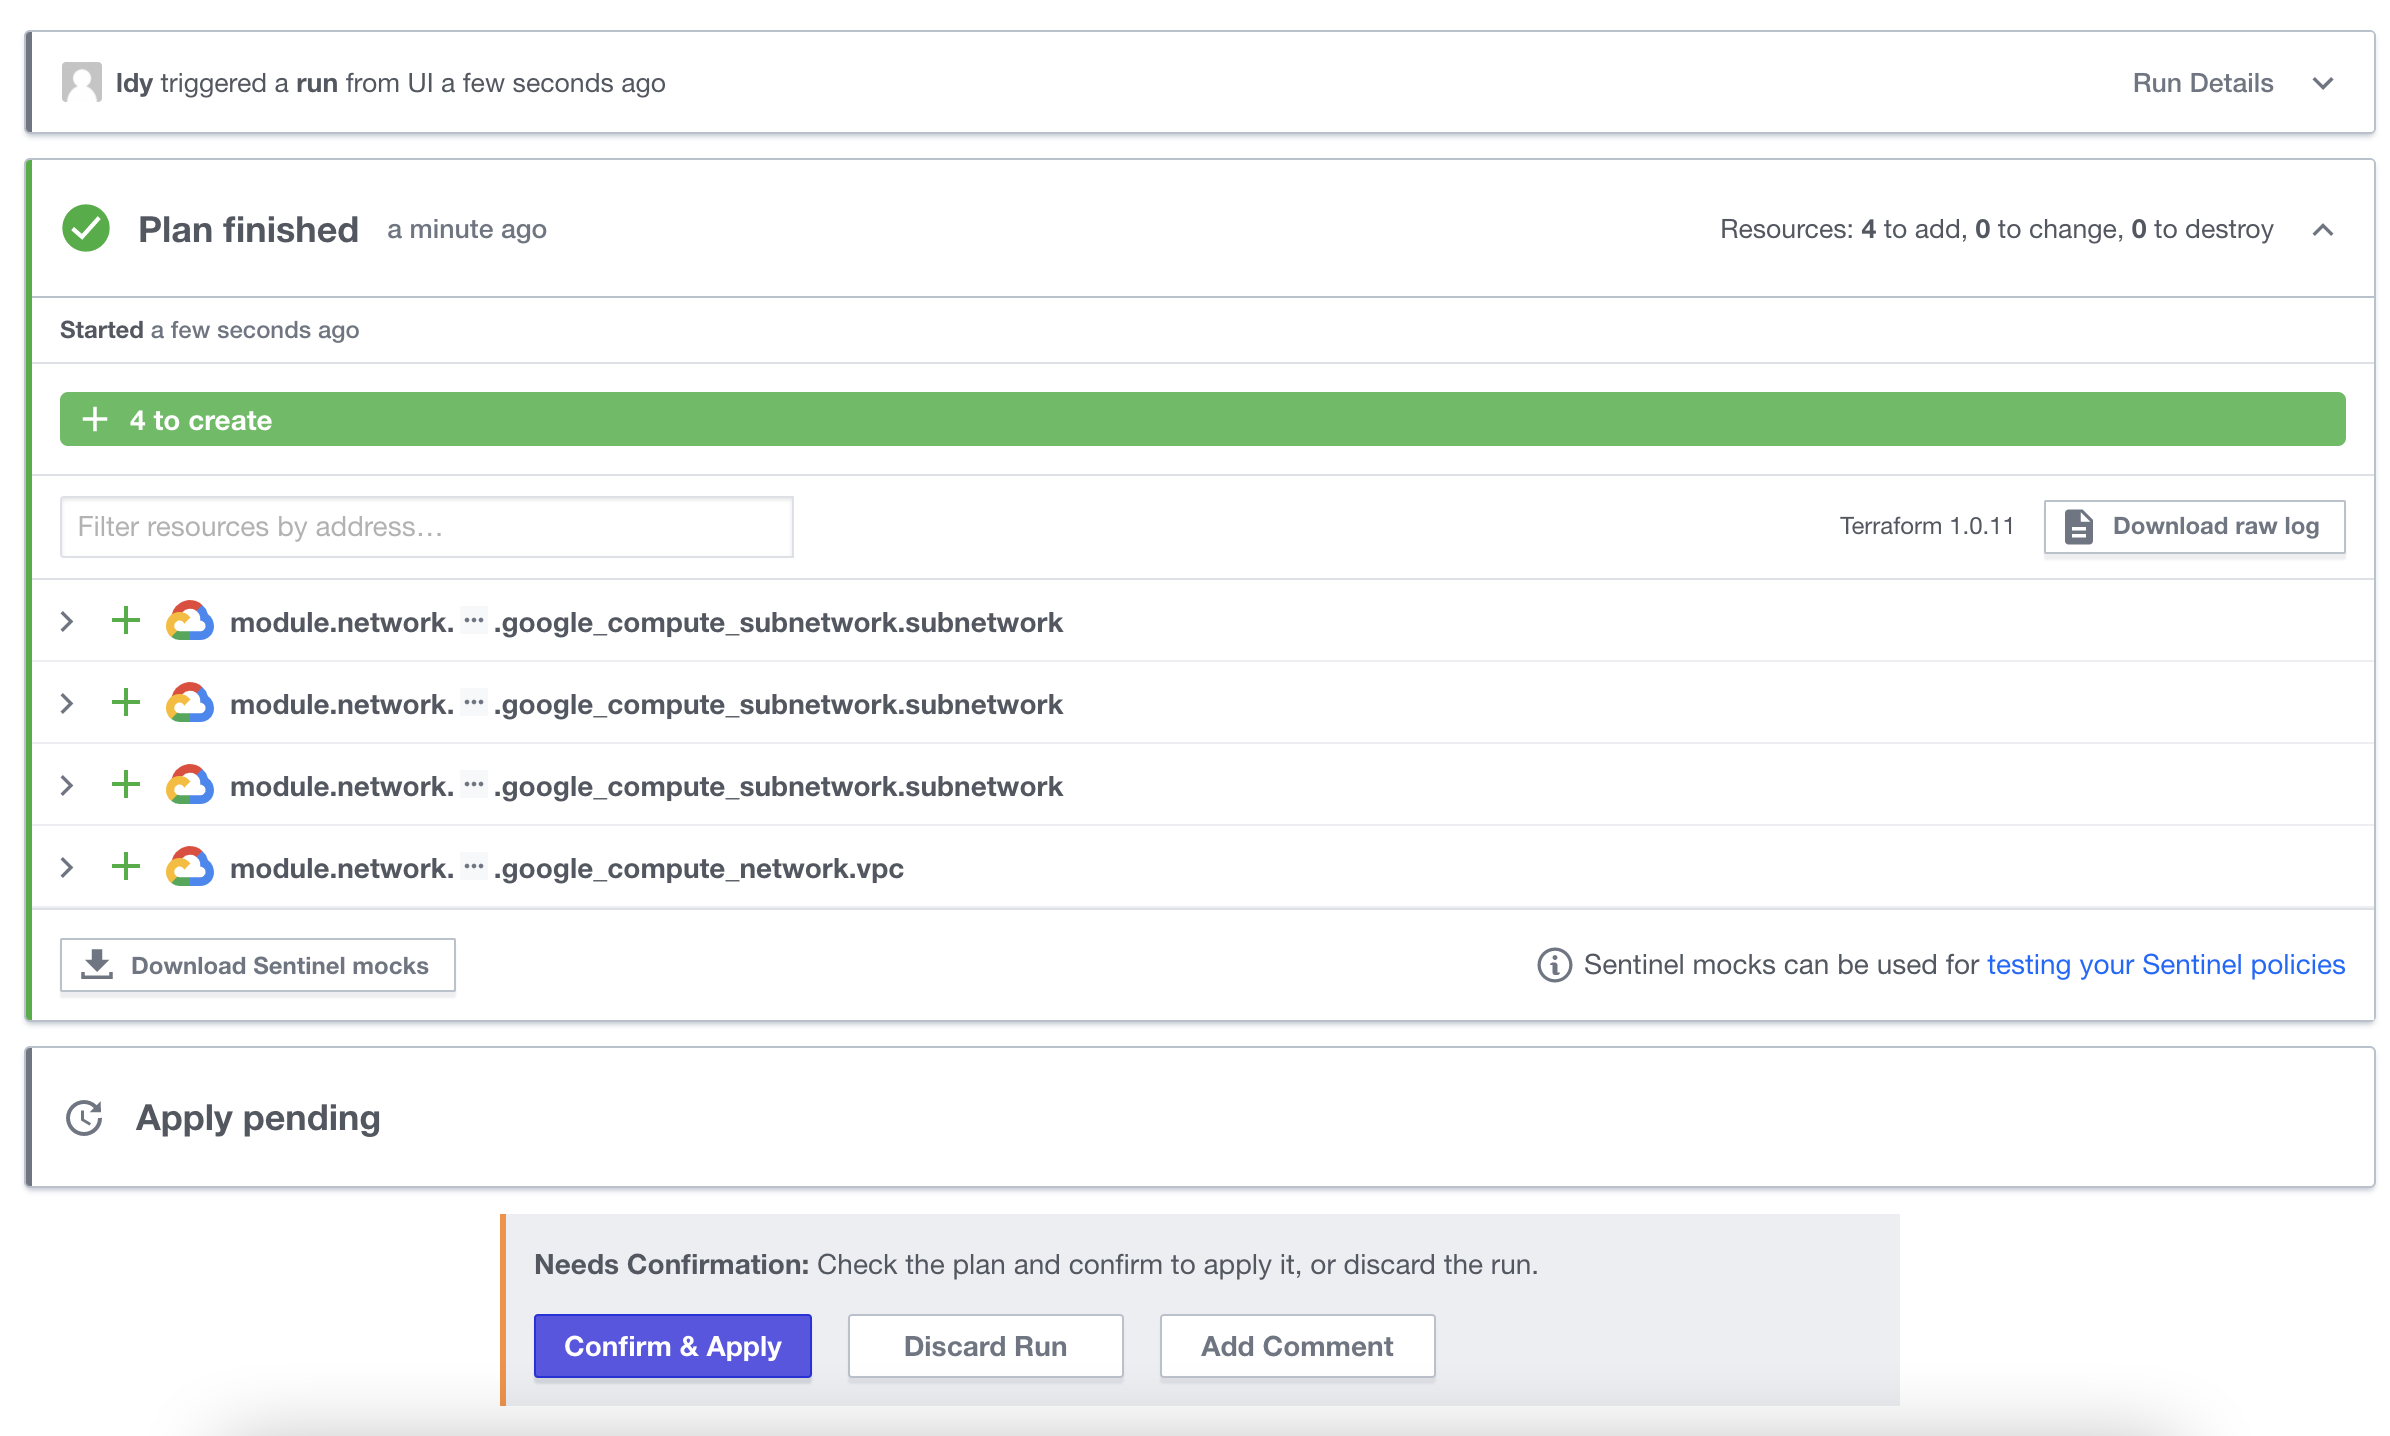 ldy triggered a run from UI a few seconds ago
Run Details
Plan finished a minute ago
Resources: 4 to add, 0 to change, 0 to destroy
Started a few seconds ago
4 to create
Filter resources by address…
Terraform 1.0.11
Download raw log
module.network. ··· .google_compute_subnetwork.subnetwork
module.network. ··· .google_compute_subnetwork.subnetwork
module.network. ··· .google_compute_subnetwork.subnetwork
module.network. ··· .google_compute_network.vpc
Download Sentinel mocks
Sentinel mocks can be used for testing your Sentinel policies
Apply pending
Needs Confirmation: Check the plan and confirm to apply it, or discard the run.
Confirm & Apply
Discard Run
Add Comment